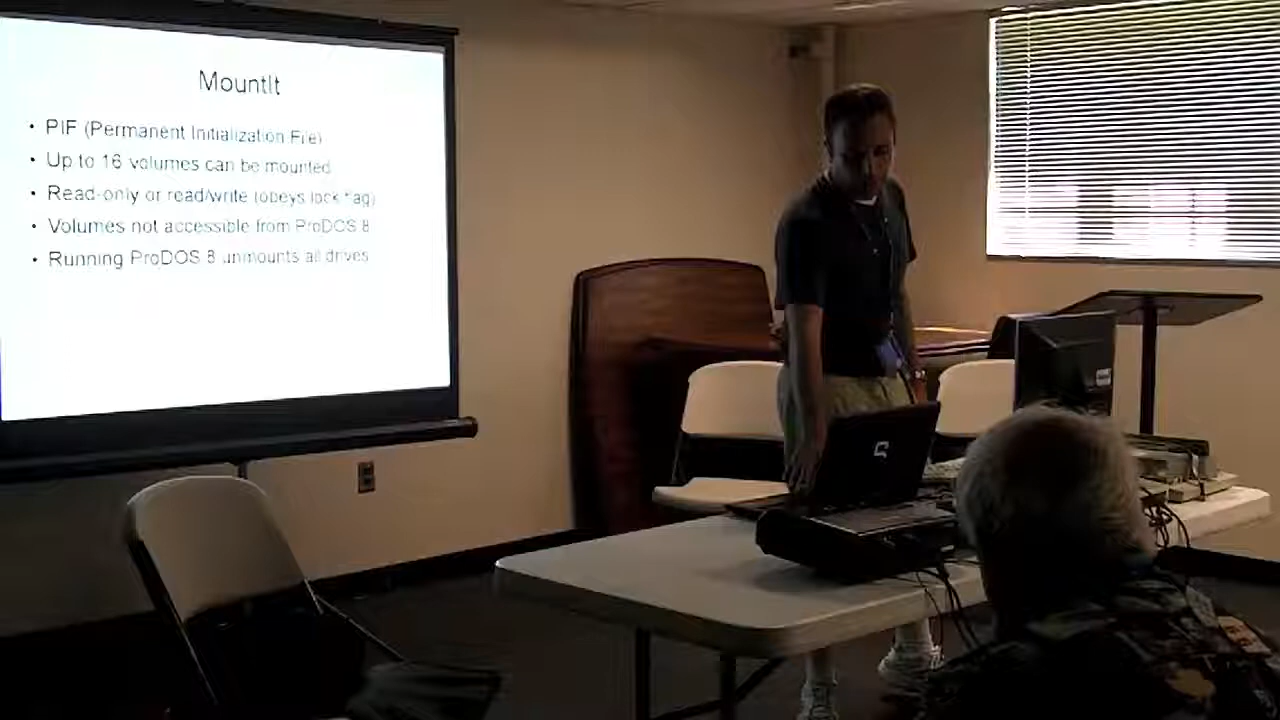 MountIt
• PIF (Permanent Initialization File)
• Up to 16 volumes can be mounted
• Read-only or read/write (obeys lock flag)
• Volumes not accessible from ProDOS 8
• Running ProDOS 8 unmounts all drives